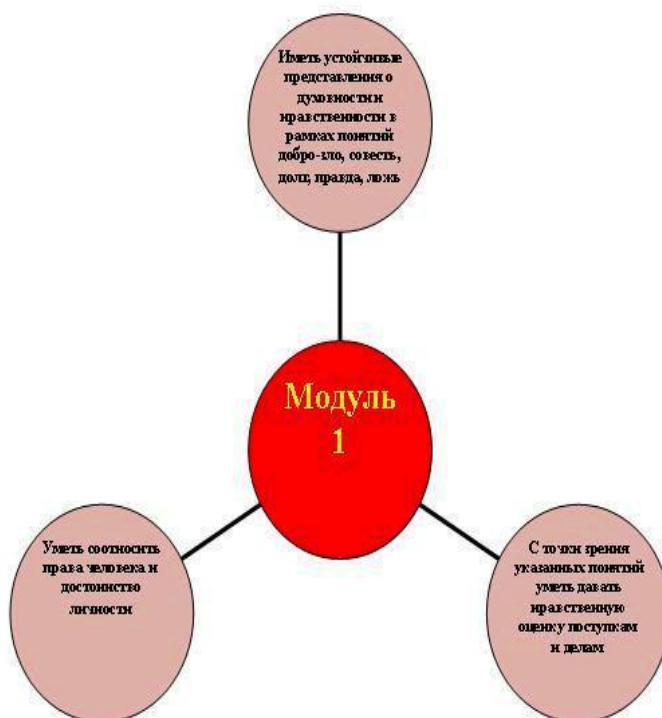 Иметь устойчивые
представления о
духовности и
нравственности в
рамках понятий
добро-зло, совесть,
долг, правда, ложь
Модуль
1
Уметь соотносить
права человека и
достоинство
личности
С точки зрения
указанных понятий
уметь давать
нравственную
оценку поступкам
и делам